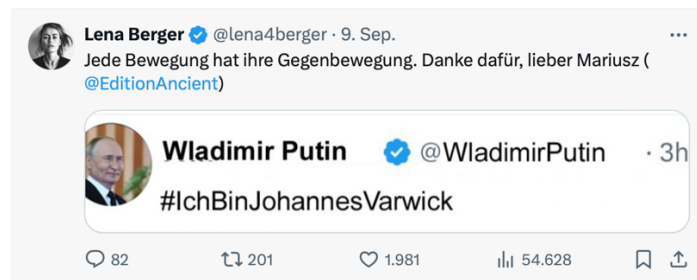 Lena Berger @lena4berger · 9. Sep.
Jede Bewegung hat ihre Gegenbewegung. Danke dafür, lieber Mariusz (
@EditionAncient)
Wladimir Putin @WladimirPutin · 3h
#IchBinJohannesVarwick
82 201 1.981 54.628